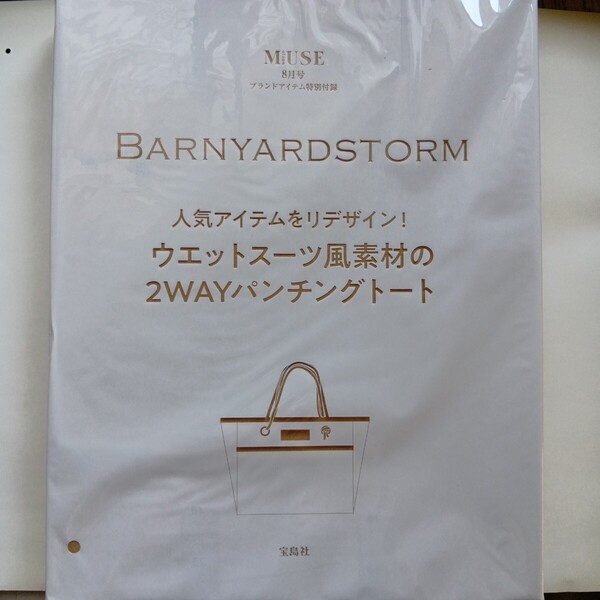 MUSE
8月号
ブランドアイテム特別付録
BARNYARDSTORM
人気アイテムをリデザイン!
ウエットスーツ風素材の
2WAYパンチングトート
宝島社